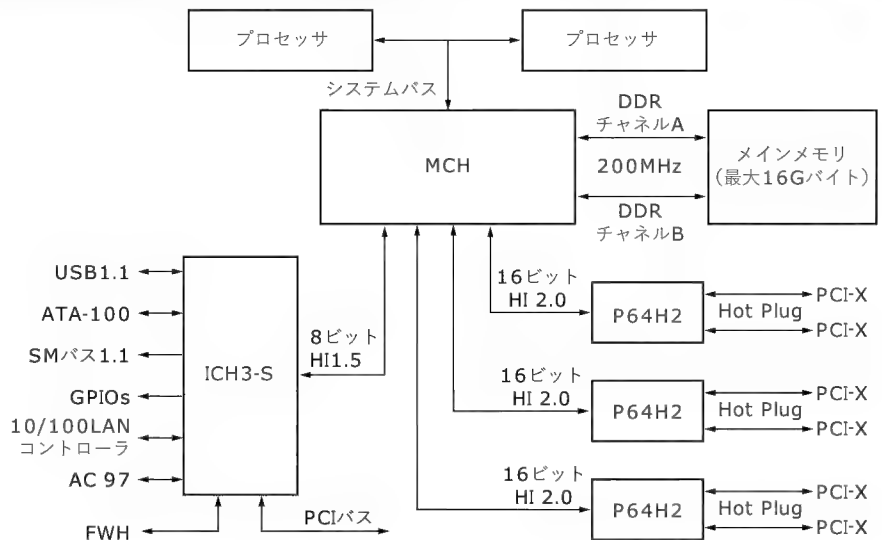 プロセッサ
プロセッサ
システムバス
MCH
DDR
チャネルA
200MHz
DDR
チャネルB
メインメモリ
(最大16Gバイト)
USB1.1
ATA-100
SMバス1.1
GPIOs
10/100LAN
コントローラ
AC 97
FWH
ICH3-S
PCIバス
8ビット
HI1.5
16ビット
HI 2.0
P64H2
PCI-X
Hot Plug
PCI-X
16ビット
HI 2.0
P64H2
PCI-X
Hot Plug
PCI-X
16ビット
HI 2.0
P64H2
PCI-X
Hot Plug
PCI-X